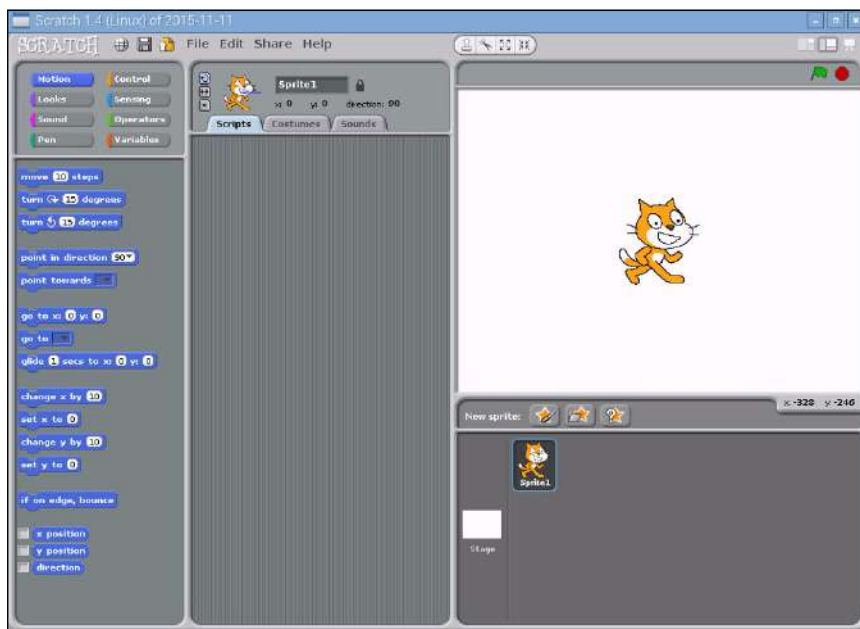 Scratch 1.4 (Linux) of 2015-11-11
SCRATCH File Edit Share Help
Motion Control
Looks Sensing
Sound Operators
Pen Variables
move 10 steps
turn 15 degrees
turn 15 degrees
point in direction 90
point towards
go to x: 0 y: 0
go to
glide 1 secs to x: 0 y: 0
change x by 10
set x to 0
change y by 10
set y to 0
if on edge, bounce
x position
y position
direction
Sprite1
x: 0 y: 0 direction: 90
Scripts Costumes Sounds
x: -328 y: -246
New sprite:
Sprite1
Stage